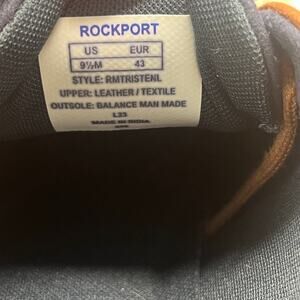 ROCKPORT
US EUR
9½M 43
STYLE: RMTRISTENL
UPPER: LEATHER / TEXTILE
OUTSOLE: BALANCE MAN MADE
L23
MADE IN INDIA